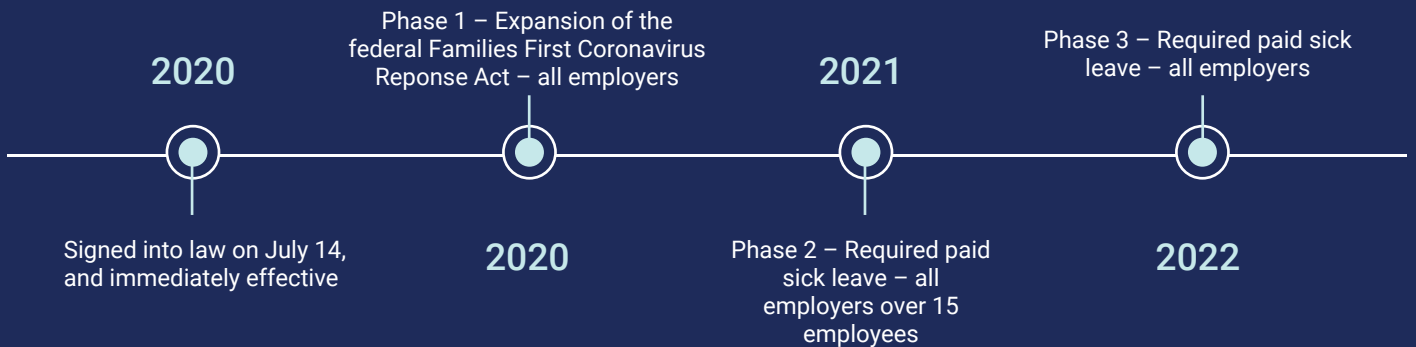 2020
Signed into law on July 14,
and immediately effective
Phase 1 – Expansion of the
federal Families First Coronavirus
Reponse Act – all employers
2020
2021
Phase 2 – Required paid
sick leave – all
employers over 15
employees
Phase 3 – Required paid sick
leave – all employers
2022